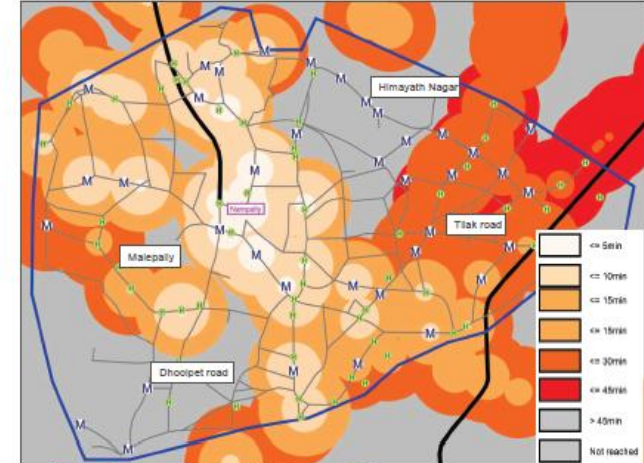 Himayath Nagar
Nampally
Tilak road
Malepally
Dhoolpet road
<= 5min
<= 10min
<= 15min
<= 15min
<= 30min
<= 45min
> 45min
Not reached